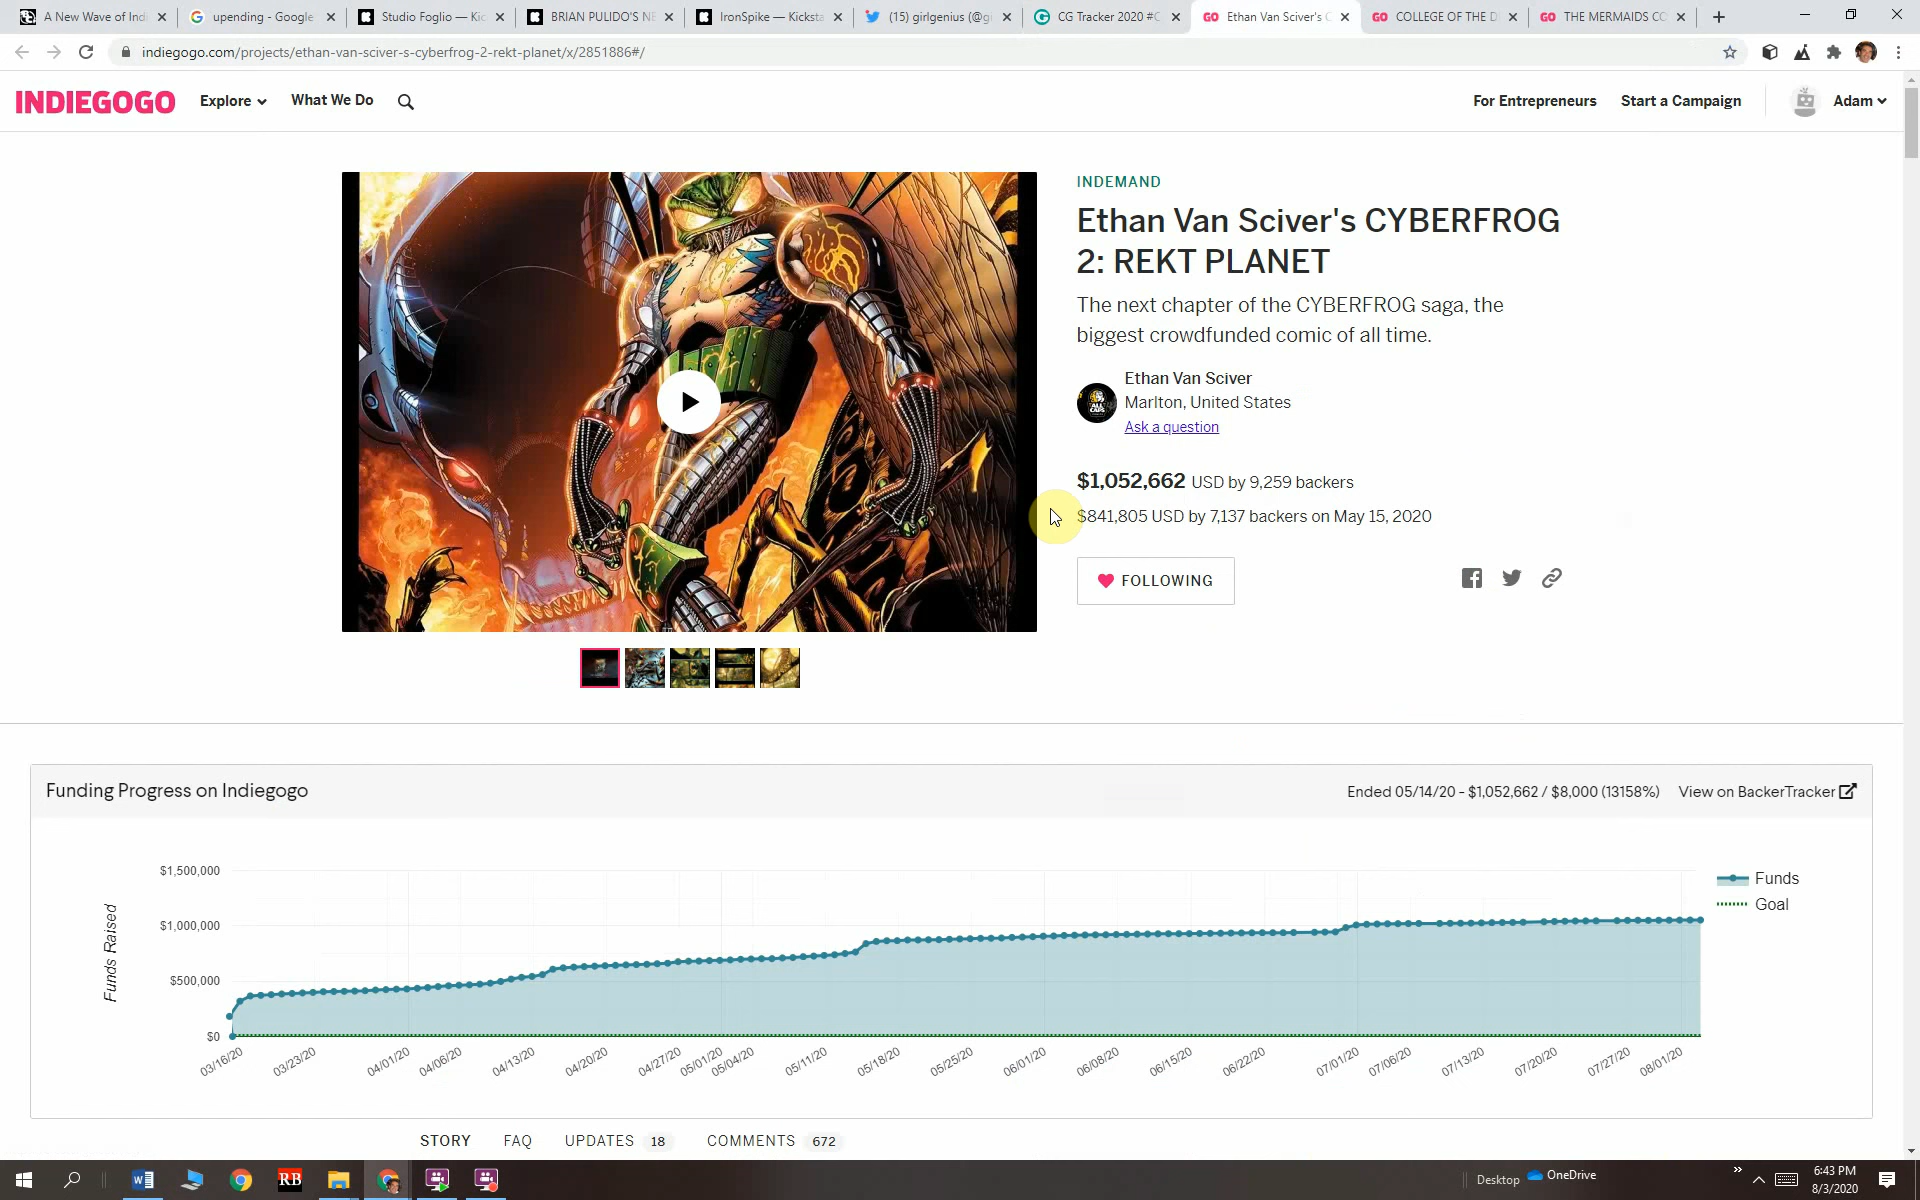 A New Wave of Indi
upending - Google
Studio Foglio — Kic
BRIAN PULIDO'S NE
IronSpike — Kicksta
(15) girlgenius (@gi
CG Tracker 2020 #C
GO Ethan Van Sciver's C
GO COLLEGE OF THE D
GO THE MERMAIDS CO
indiegogo.com/projects/ethan-van-sciver-s-cyberfrog-2-rekt-planet/x/2851886#/
INDIEGOGO
Explore
What We Do
For Entrepreneurs
Start a Campaign
Adam
INDEMAND
Ethan Van Sciver's CYBERFROG
2: REKT PLANET
The next chapter of the CYBERFROG saga, the
biggest crowdfunded comic of all time.
ALL CAPS
Ethan Van Sciver
Marlton, United States
Ask a question
$1,052,662 USD by 9,259 backers
$841,805 USD by 7,137 backers on May 15, 2020
FOLLOWING
Funding Progress on Indiegogo
Ended 05/14/20 - $1,052,662 / $8,000 (13158%)
View on BackerTracker
Funds Raised
$1,500,000
$1,000,000
$500,000
$0
03/16/20
03/23/20
04/01/20
04/06/20
04/13/20
04/20/20
04/27/20
05/01/20
05/04/20
05/11/20
05/18/20
05/25/20
06/01/20
06/08/20
06/15/20
06/22/20
07/01/20
07/06/20
07/13/20
07/20/20
07/27/20
08/01/20
Funds
Goal
STORY
FAQ
UPDATES 18
COMMENTS 672
RB
Desktop
OneDrive
6:43 PM
8/3/2020